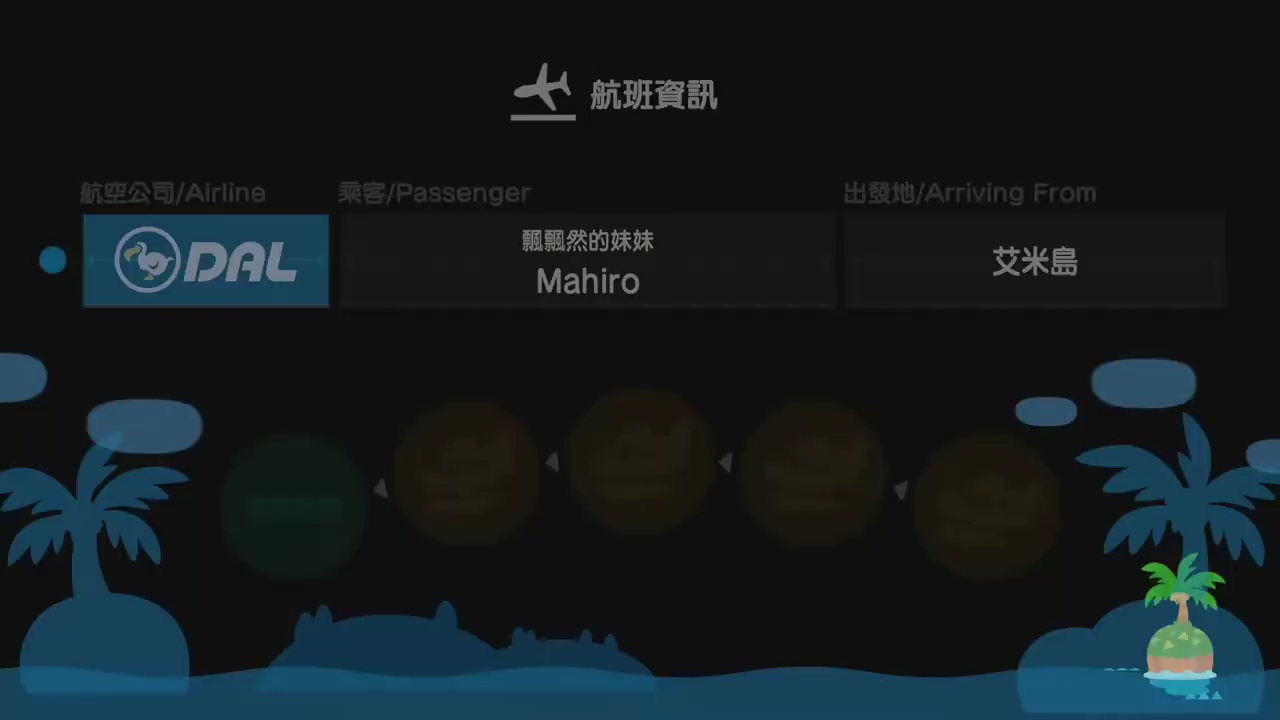 航班資訊
航空公司/Airline
乘客/Passenger
出發地/Arriving From
DAL
飄飄然的妹妹
Mahiro
艾米島